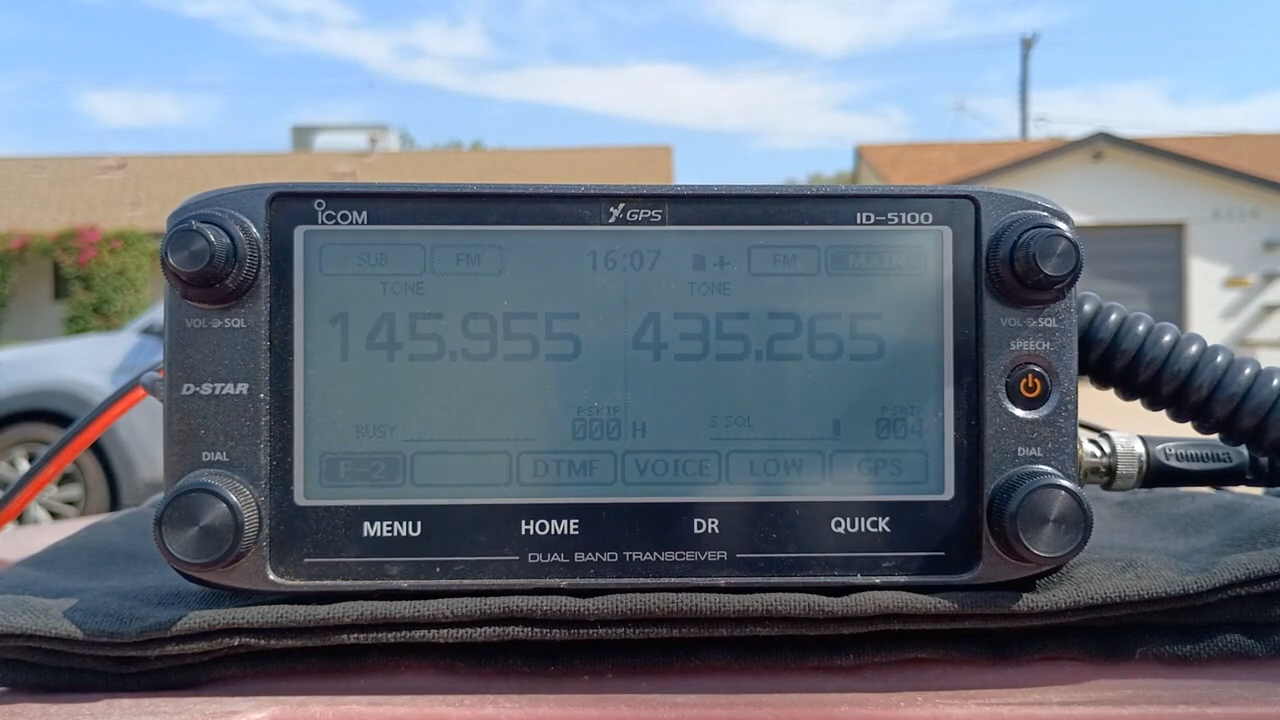 ICOM
GPS
ID-5100
SUB FM 16:07 FM MAIN
TONE TONE
145.955 435.265
VOL SQL
VOL SQL
SPEECH
D-STAR
PSKIP
PSKIP
BUSY 000 H
S SQL 004
DIAL
DIAL
F-2 DTMF VOICE LOW GPS
Pomona
MENU HOME DR QUICK
DUAL BAND TRANSCEIVER